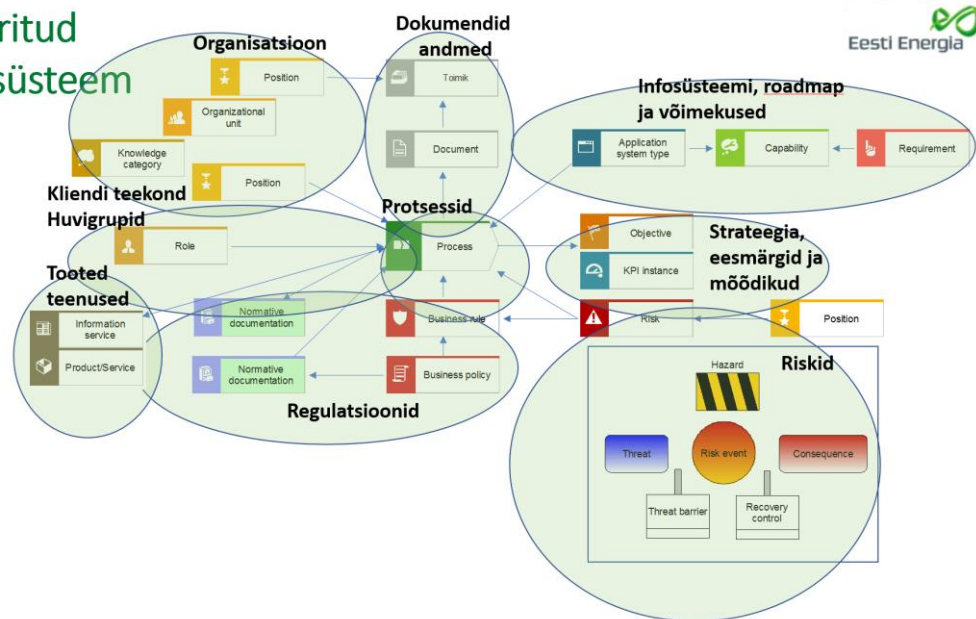 ritud
süsteem
Eesti Energia
Organisatsioon
Position
Organizational
unit
Knowledge
category
Position
Dokumendid
andmed
Toimik
Document
Infosüsteemi, roadmap
ja võimekused
Application
system type
Capability
Requirement
Kliendi teekond
Huvigrupid
Role
Protsessid
Process
Objective
KPI instance
Strateegia,
eesmärgid ja
mõõdikud
Tooted
teenused
Information
service
Product/Service
Normative
documentation
Normative
documentation
Business rule
Business policy
Regulatsioonid
Risk
Position
Riskid
Hazard
Threat
Risk event
Consequence
Threat barrier
Recovery
control